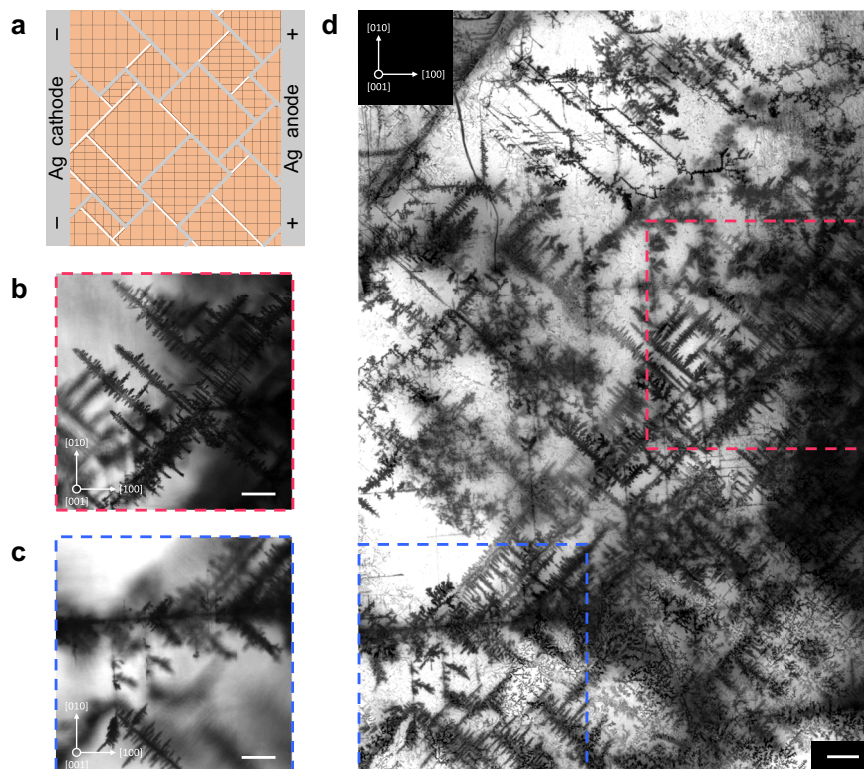 a
–
+
Ag cathode
Ag anode
–
+
b
[010]
[100]
[001]
c
[010]
[100]
[001]
d
[010]
[100]
[001]